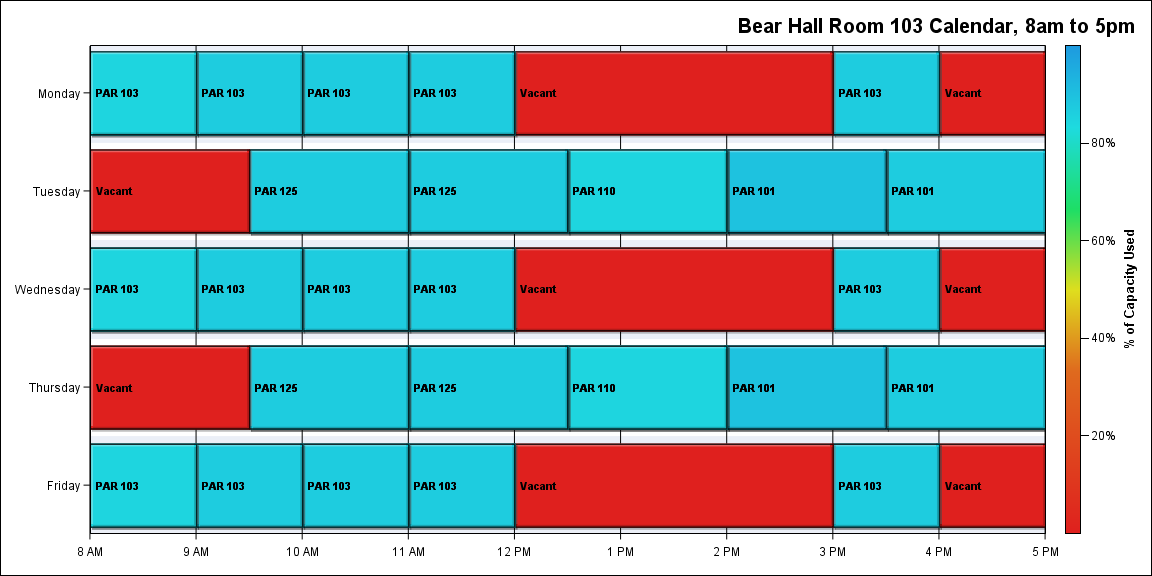 Bear Hall Room 103 Calendar, 8am to 5pm
Monday PAR 103 PAR 103 PAR 103 PAR 103 Vacant PAR 103 Vacant
80%
Tuesday Vacant PAR 125 PAR 125 PAR 110 PAR 101 PAR 101
60%
Wednesday PAR 103 PAR 103 PAR 103 PAR 103 Vacant PAR 103 Vacant
% of Capacity Used
40%
Thursday Vacant PAR 125 PAR 125 PAR 110 PAR 101 PAR 101
20%
Friday PAR 103 PAR 103 PAR 103 PAR 103 Vacant PAR 103 Vacant
8 AM 9 AM 10 AM 11 AM 12 PM 1 PM 2 PM 3 PM 4 PM 5 PM